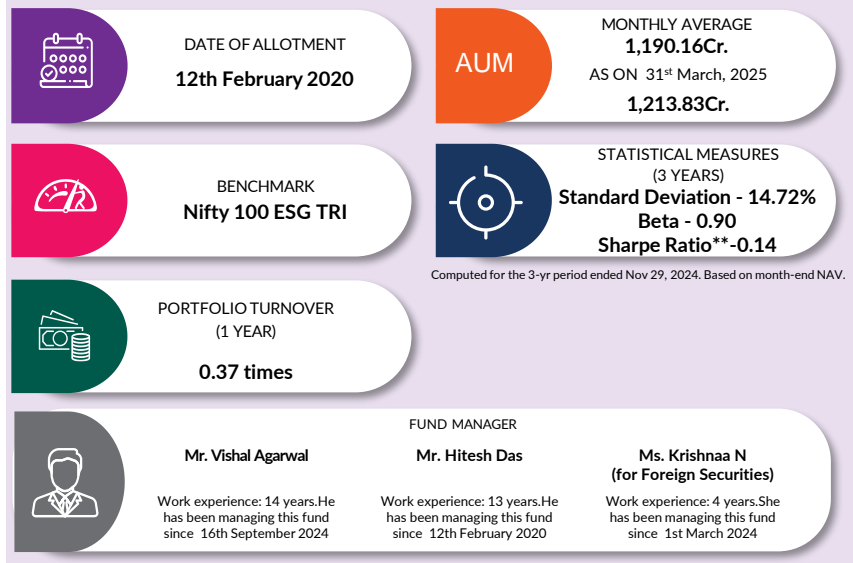 DATE OF ALLOTMENT
12th February 2020
AUM
MONTHLY AVERAGE
1,190.16Cr.
AS ON 31st March, 2025
1,213.83Cr.
BENCHMARK
Nifty 100 ESG TRI
STATISTICAL MEASURES
(3 YEARS)
Standard Deviation - 14.72%
Beta - 0.90
Sharpe Ratio**-0.14
Computed for the 3-yr period ended Nov 29, 2024. Based on month-end NAV.
PORTFOLIO TURNOVER
(1 YEAR)
0.37 times
FUND MANAGER
Mr. Vishal Agarwal
Work experience: 14 years.He
has been managing this fund
since 16th September 2024
Mr. Hitesh Das
Work experience: 13 years.He
has been managing this fund
since 12th February 2020
Ms. Krishnaa N
(for Foreign Securities)
Work experience: 4 years.She
has been managing this fund
since 1st March 2024